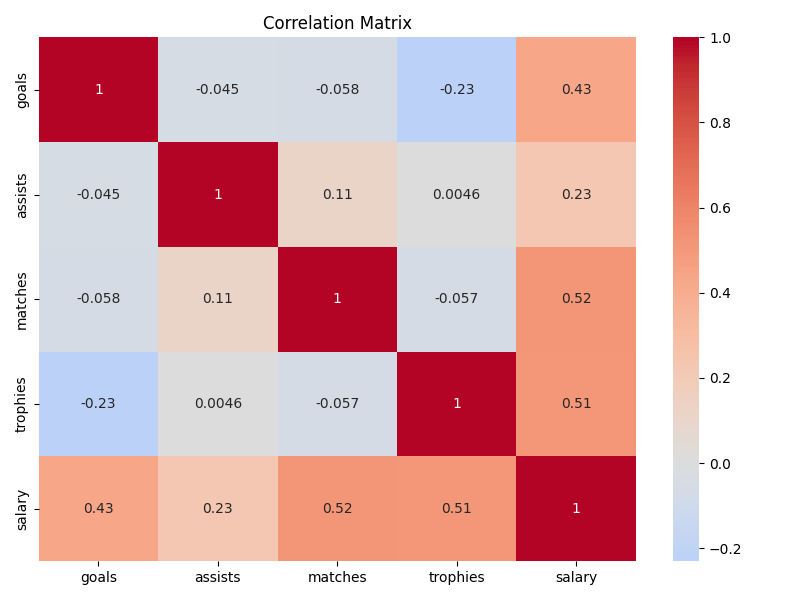 Correlation Matrix
goals 1 -0.045 -0.058 -0.23 0.43
assists -0.045 1 0.11 0.0046 0.23
matches -0.058 0.11 1 -0.057 0.52
trophies -0.23 0.0046 -0.057 1 0.51
salary 0.43 0.23 0.52 0.51 1
goals assists matches trophies salary
1.0
0.8
0.6
0.4
0.2
0.0
−0.2